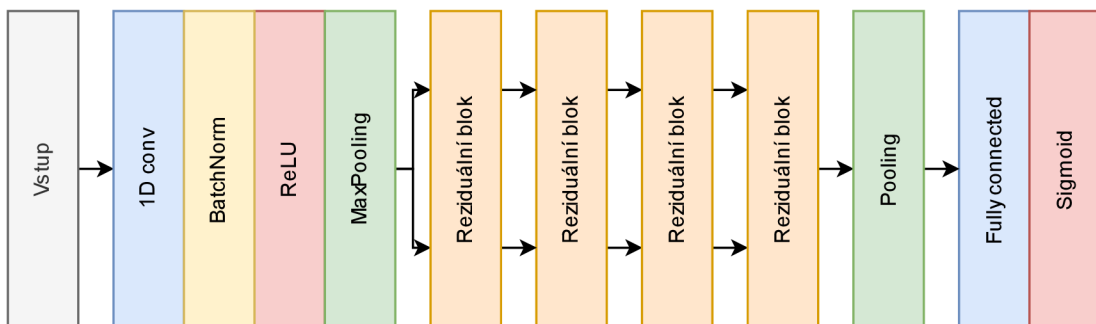 Vstup
1D conv
BatchNorm
ReLU
MaxPooling
Reziduální blok
Reziduální blok
Reziduální blok
Reziduální blok
Pooling
Fully connected
Sigmoid